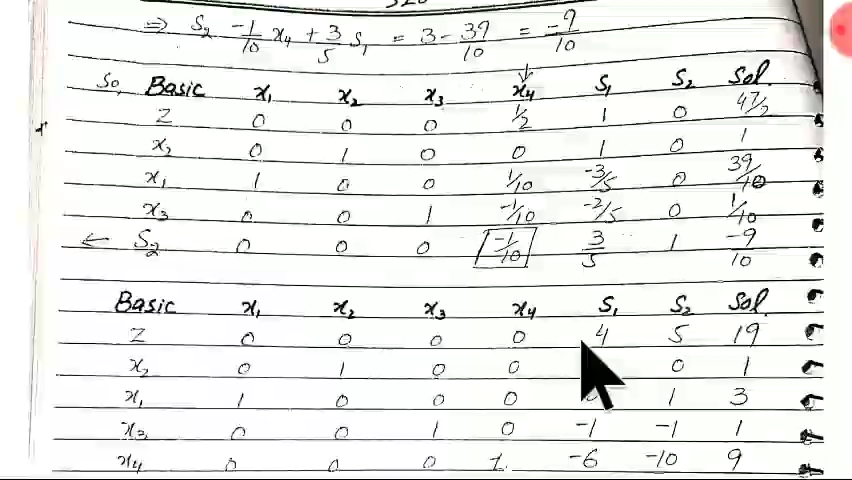 ⇒ S₂ -1/10 x₄ + 3/5 S₁ = 3 - 39/10 = -9/10
So, Basic x₁ x₂ x₃ x₄ S₁ S₂ Sol.
Z 0 0 0 1/2 1 0 47/2
x₂ 0 1 0 0 1 0 1
x₁ 1 0 0 1/10 -3/5 0 39/10
x₃ 0 0 1 -1/10 -2/5 0 1/10
← S₂ 0 0 0 -1/10 3/5 1 -9/10
Basic x₁ x₂ x₃ x₄ S₁ S₂ Sol.
Z 0 0 0 0 4 5 19
x₂ 0 1 0 0 0 1
x₁ 1 0 0 0 0 1 3
x₃ 0 0 1 0 -1 -1 1
x₄ 0 0 0 1 -6 -10 9